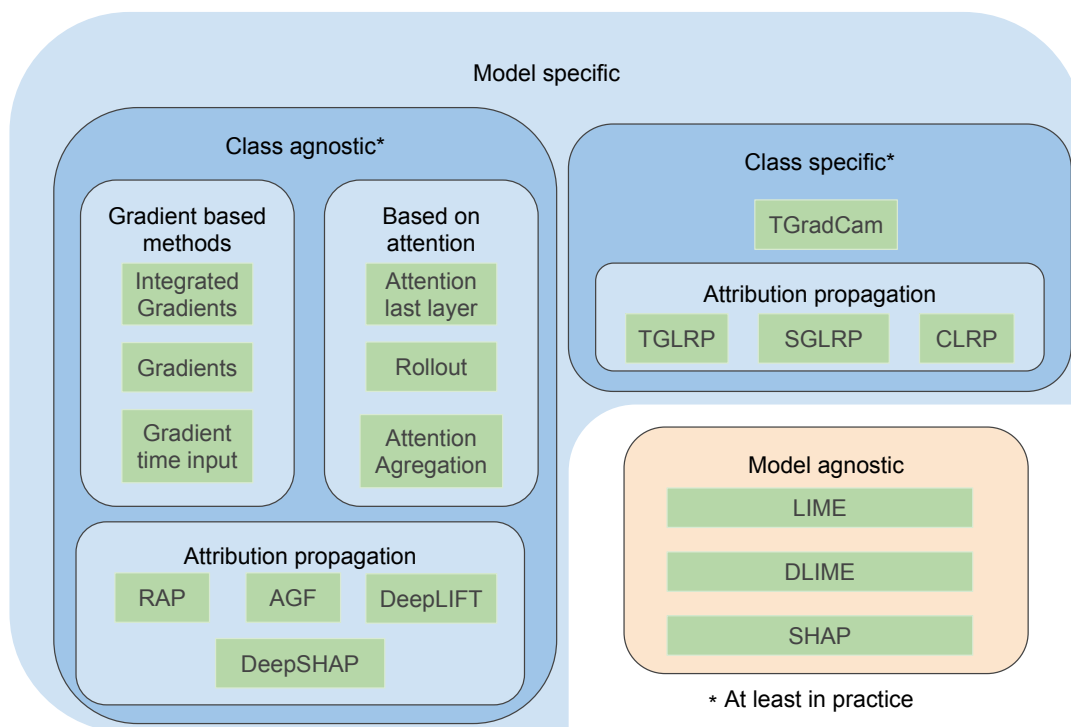 Model specific
Class agnostic*
Gradient based
methods
Integrated
Gradients
Gradients
Gradient
time input
Based on
attention
Attention
last layer
Rollout
Attention
Agregation
Attribution propagation
RAP
AGF
DeepLIFT
DeepSHAP
Class specific*
TGradCam
Attribution propagation
TGLRP
SGLRP
CLRP
Model agnostic
LIME
DLIME
SHAP
* At least in practice